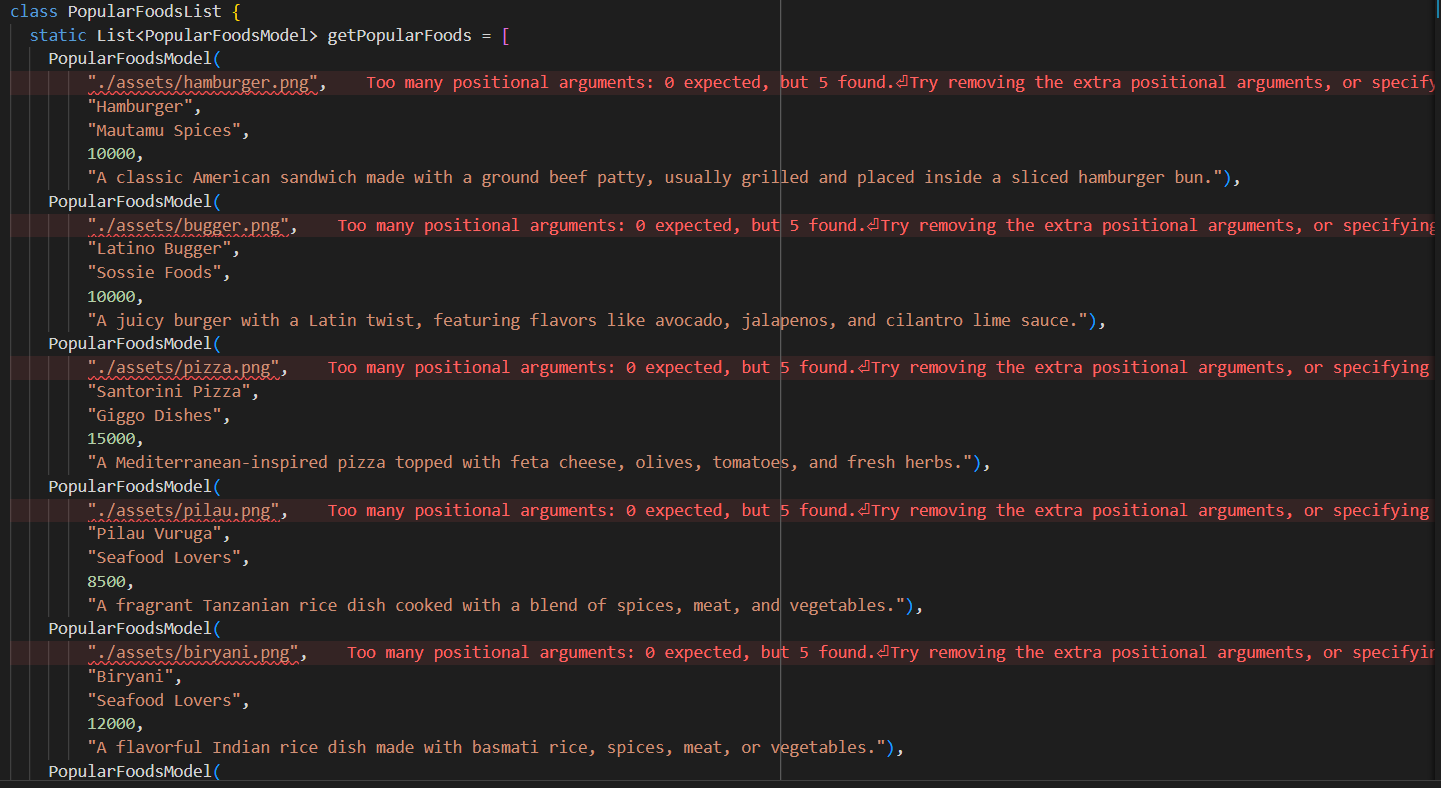 class PopularFoodsList {
static List<PopularFoodsModel> getPopularFoods = [
PopularFoodsModel(
"./assets/hamburger.png", Too many positional arguments: 0 expected, but 5 found.⏎Try removing the extra positional arguments, or specify
"Hamburger",
"Mautamu Spices",
10000,
"A classic American sandwich made with a ground beef patty, usually grilled and placed inside a sliced hamburger bun."),
PopularFoodsModel(
"./assets/bugger.png", Too many positional arguments: 0 expected, but 5 found.⏎Try removing the extra positional arguments, or specifying
"Latino Bugger",
"Sossie Foods",
10000,
"A juicy burger with a Latin twist, featuring flavors like avocado, jalapenos, and cilantro lime sauce."),
PopularFoodsModel(
"./assets/pizza.png", Too many positional arguments: 0 expected, but 5 found.⏎Try removing the extra positional arguments, or specifying
"Santorini Pizza",
"Giggo Dishes",
15000,
"A Mediterranean-inspired pizza topped with feta cheese, olives, tomatoes, and fresh herbs."),
PopularFoodsModel(
"./assets/pilau.png", Too many positional arguments: 0 expected, but 5 found.⏎Try removing the extra positional arguments, or specifying
"Pilau Vuruga",
"Seafood Lovers",
8500,
"A fragrant Tanzanian rice dish cooked with a blend of spices, meat, and vegetables."),
PopularFoodsModel(
"./assets/biryani.png", Too many positional arguments: 0 expected, but 5 found.⏎Try removing the extra positional arguments, or specifyin
"Biryani",
"Seafood Lovers",
12000,
"A flavorful Indian rice dish made with basmati rice, spices, meat, or vegetables."),
PopularFoodsModel(